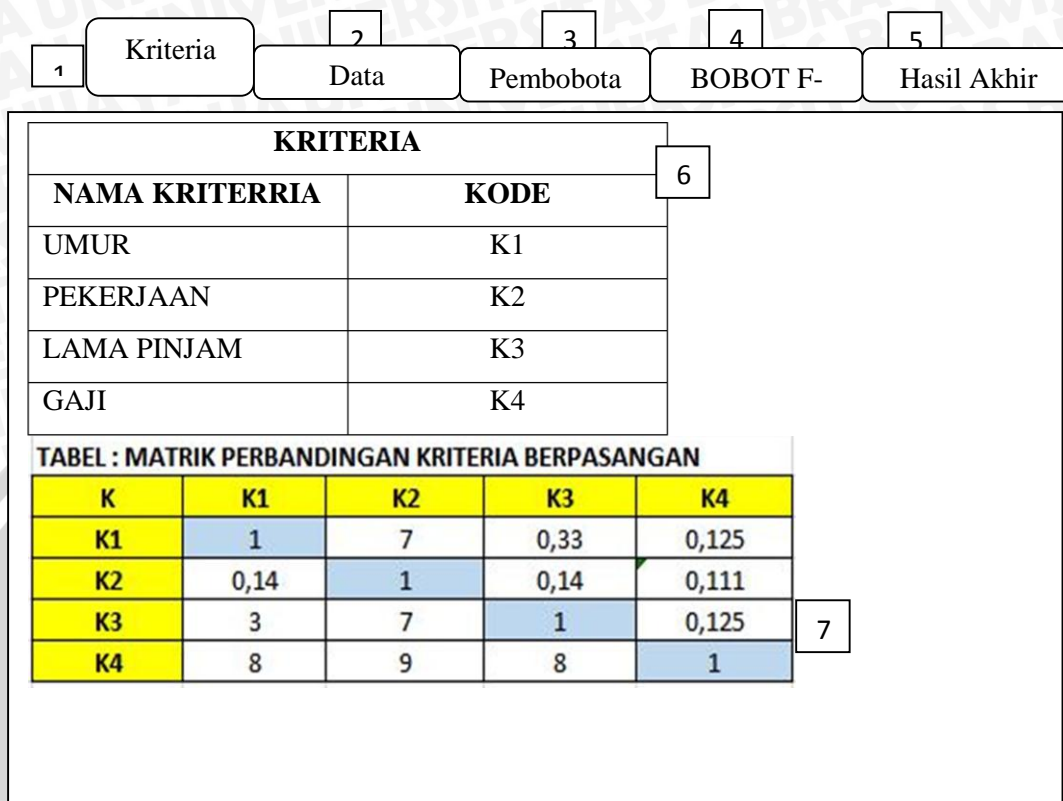 1 Kriteria 2 3 4 5
Data Pembobota BOBOT F- Hasil Akhir
KRITERIA
6
NAMA KRITERRIA KODE
UMUR K1
PEKERJAAN K2
LAMA PINJAM K3
GAJI K4
TABEL : MATRIK PERBANDINGAN KRITERIA BERPASANGAN
K K1 K2 K3 K4
K1 1 7 0,33 0,125
K2 0,14 1 0,14 0,111
K3 3 7 1 0,125
7
K4 8 9 8 1